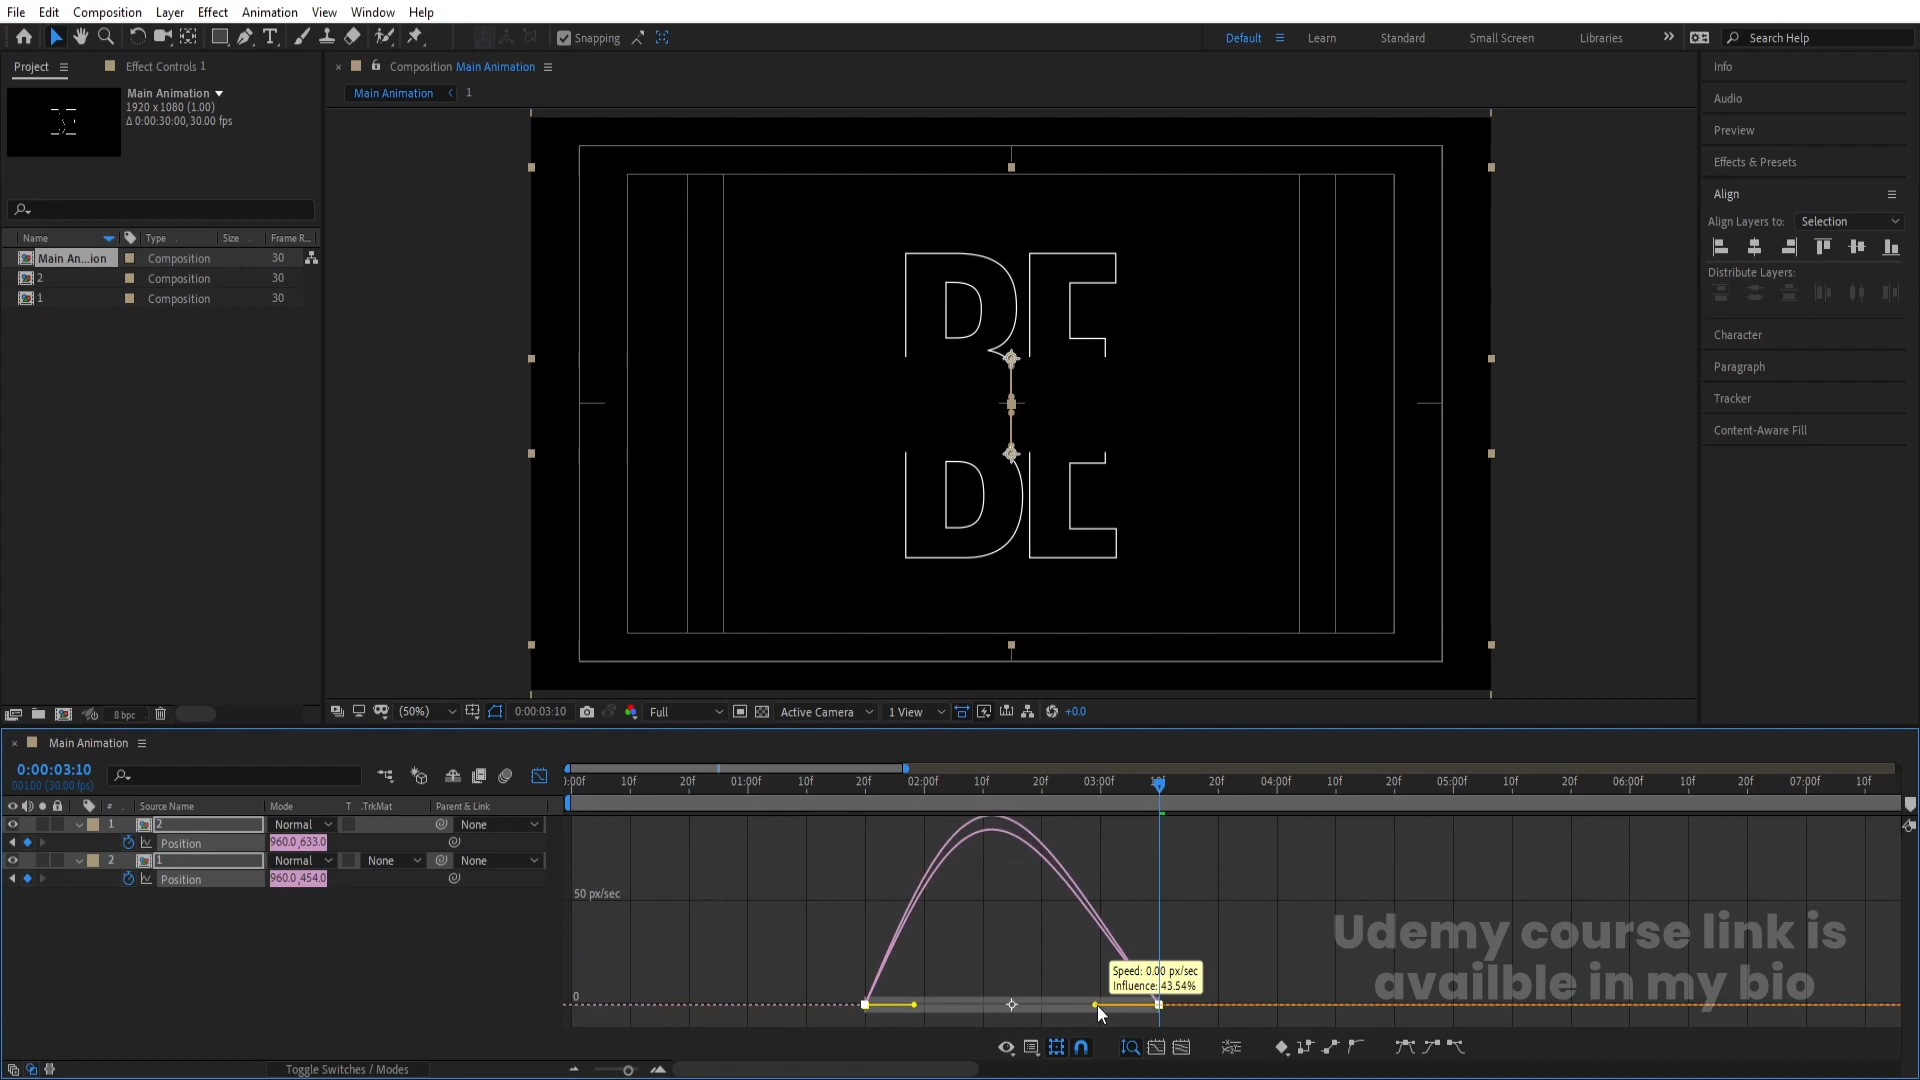 File Edit Composition Layer Effect Animation View Window Help
Snapping
Default Learn Standard Small Screen Libraries Search Help
Project Effect Controls 1
Composition Main Animation
Main Animation 1
Main Animation
1920 x 1080 (1.00)
Δ 0:00:30:00, 30.00 fps
Name Type Size Frame R...
Main An...ion Composition 30
2 Composition 30
1 Composition 30
Info
Audio
Preview
Effects & Presets
Align
Align Layers to: Selection
Distribute Layers:
Character
Paragraph
Tracker
Content-Aware Fill
8 bpc
(50%) 0:00:03:10 Full Active Camera 1 View +0.0
Main Animation
0:00:03:10
00100 (30.00 fps)
:00f 10f 20f 01:00f 10f 20f 02:00f 10f 20f 03:00f 10f 20f 04:00f 10f 20f 05:00f 10f 20f 06:00f 10f 20f 07:00f 10f
# Source Name Mode T .TrkMat Parent & Link
1 2 Normal None
Position 960.0,633.0
2 1 Normal None None
Position 960.0,454.0
50 px/sec
0
Speed: 0.00 px/sec
Influence: 43.54%
Udemy course link is
availble in my bio
Toggle Switches / Modes